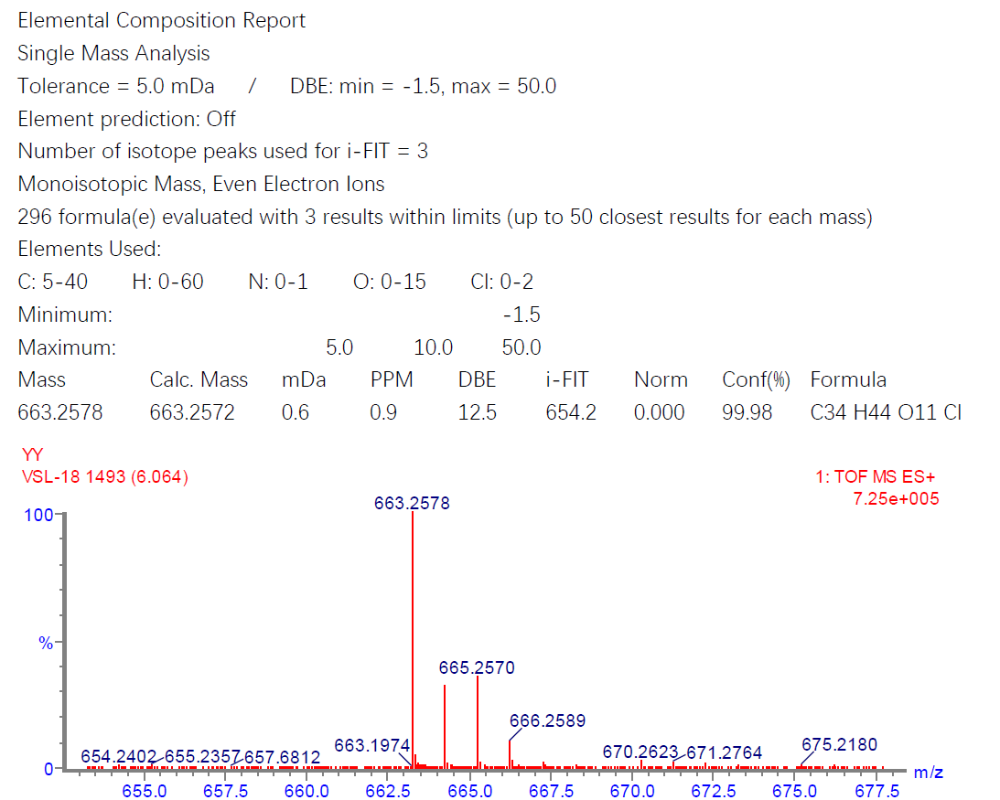 Elemental Composition Report
Single Mass Analysis
Tolerance = 5.0 mDa / DBE: min = -1.5, max = 50.0
Element prediction: Off
Number of isotope peaks used for i-FIT = 3
Monoisotopic Mass, Even Electron Ions
296 formula(e) evaluated with 3 results within limits (up to 50 closest results for each mass)
Elements Used:
C: 5-40 H: 0-60 N: 0-1 O: 0-15 Cl: 0-2
Minimum: -1.5
Maximum: 5.0 10.0 50.0
Mass Calc. Mass mDa PPM DBE i-FIT Norm Conf(%) Formula
663.2578 663.2572 0.6 0.9 12.5 654.2 0.000 99.98 C34 H44 O11 Cl
YY
VSL-18 1493 (6.064) 1: TOF MS ES+
7.25e+005
663.2578
100
665.2570
%
666.2589
663.1974
675.2180
654.2402 655.2357 657.6812 670.2623 671.2764
0
m/z
655.0 657.5 660.0 662.5 665.0 667.5 670.0 672.5 675.0 677.5